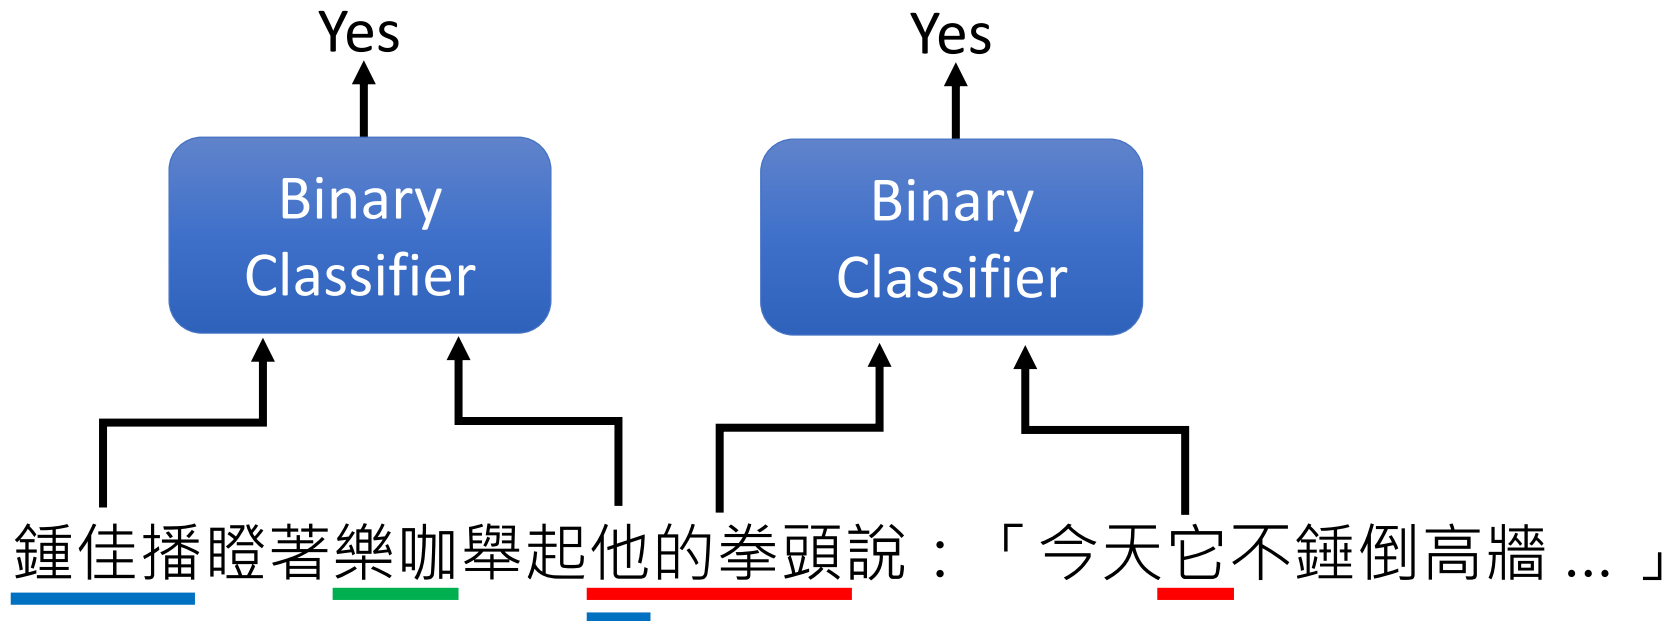 Yes Yes
Binary Binary
Classifier Classifier
鍾佳播瞪著樂咖舉起他的拳頭說:「今天它不錘倒高牆 ... 」